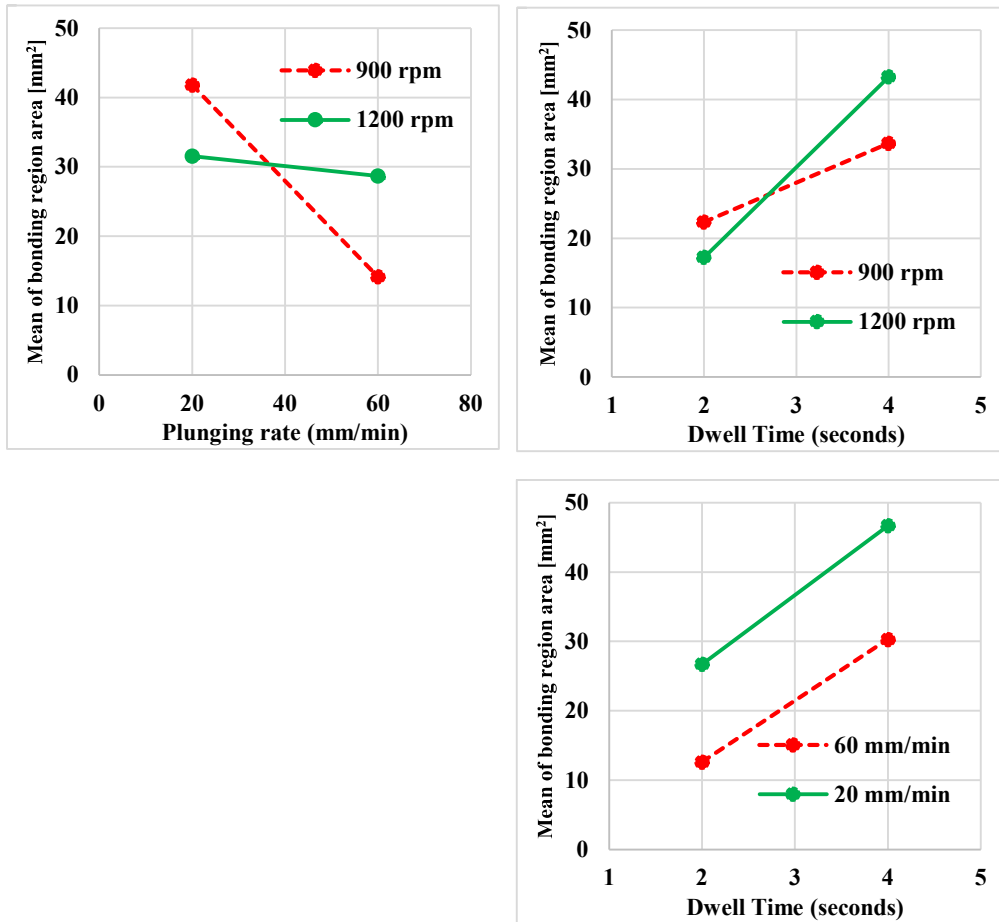 Mean of bonding region area [mm²]
50
40
30
20
10
0
900 rpm
1200 rpm
0 20 40 60 80
Plunging rate (mm/min)
Mean of bonding region area [mm²]
50
40
30
20
10
0
900 rpm
1200 rpm
1 2 3 4 5
Dwell Time (seconds)
Mean of bonding region area [mm²]
50
40
30
20
10
0
60 mm/min
20 mm/min
1 2 3 4 5
Dwell Time (seconds)